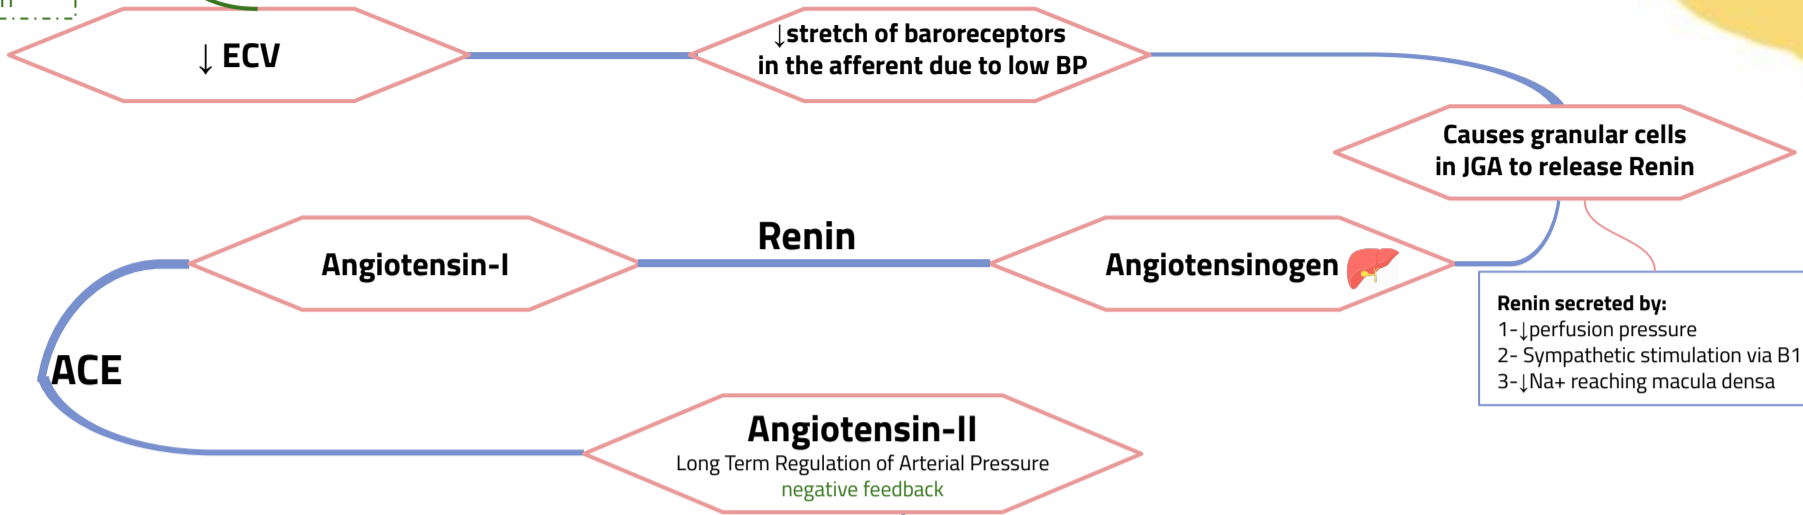 ↓ ECV
↓stretch of baroreceptors
in the afferent due to low BP
Causes granular cells
in JGA to release Renin
Renin
Angiotensin-I
Angiotensinogen
Renin secreted by:
1-↓perfusion pressure
2- Sympathetic stimulation via B1
3-↓Na+ reaching macula densa
ACE
Angiotensin-II
Long Term Regulation of Arterial Pressure
negative feedback